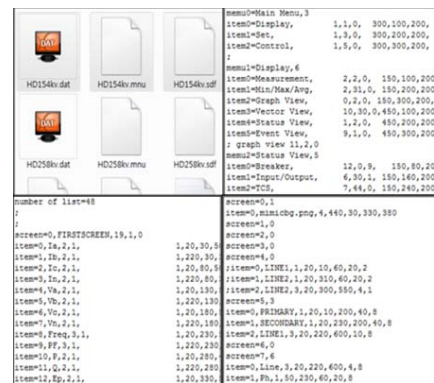 DAT
HD154kv.dat
HD154kv.mnu
HD154kv.sdf
DAT
HD258kv.dat
HD258kv.mnu
HD258kv.sdf
memu0=Main Menu,3
item0=Display, 1,1,0, 300,100,200,
item1=Set, 1,3,0, 300,200,200,
item2=Control, 1,5,0, 300,300,200,
;
menu1=Display,6
item0=Measurement, 2,2,0, 150,100,200
item1=Min/Max/Avg, 2,31,0, 150,200,200
item2=Graph View, 0,2,0, 150,300,200,
item3=Vector View, 10,30,0,450,100,200
item4=Status View, 1,2,0, 450,200,200
item5=Event View, 9,1,0, 450,300,200
; graph view 11,2,0
menu2=Status View,5
item0=Breaker, 12,0,9, 150,80,20
item1=Input/Output, 6,30,1, 150,160,200
item2=TCS, 7,44,0, 150,240,200
number of list=48
;
;
screen=0,FIRSTSCREEN,19,1,0
item=0,Ia,2,1, 1,20,30,50
item=1,Ib,2,1, 1,220,30,
item=2,Ic,2,1, 1,20,80,50
item=3,In,2,1, 1,220,80,
item=4,Va,2,1, 1,20,130,
item=5,Vb,2,1, 1,220,130,
item=6,Vc,2,1, 1,20,180,
item=7,Vn,2,1, 1,220,180,
item=8,Freq,3,1, 1,20,230,
item=9,PF,3,1, 1,220,230,
item=10,P,2,1, 1,20,280,
item=11,Q,2,1, 1,220,280,
item=12,Ep,2,1, 1,20,330,
screen=0,1
item=0,mimicbg.png,4,440,30,330,380
screen=1,0
screen=2,0
screen=3,0
screen=4,0
;item=0,LINE1,1,20,10,60,20,2
;item=1,LINE2,1,20,310,60,20,2
;item=2,LINE2,3,20,300,550,4,1
screen=5,3
item=0,PRIMARY,1,20,10,200,40,8
item=1,SECONDARY,1,20,230,200,40,8
item=2,LINE1,3,20,220,600,10,8
screen=6,0
screen=7,6
item=0,Line,3,20,220,600,4,8
item=1,Ph,1,50,230,60,20,8